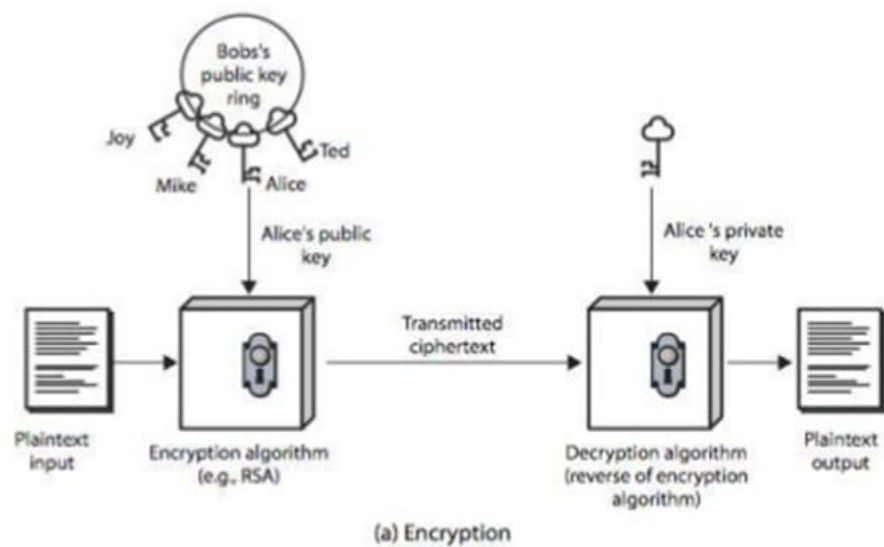 Bobs's
public key
ring
Joy
Ted
Mike
Alice
Alice's public
key
Alice 's private
key
Transmitted
ciphertext
Plaintext
input
Encryption algorithm
(e.g., RSA)
Decryption algorithm
(reverse of encryption
algorithm)
Plaintext
output
(a) Encryption